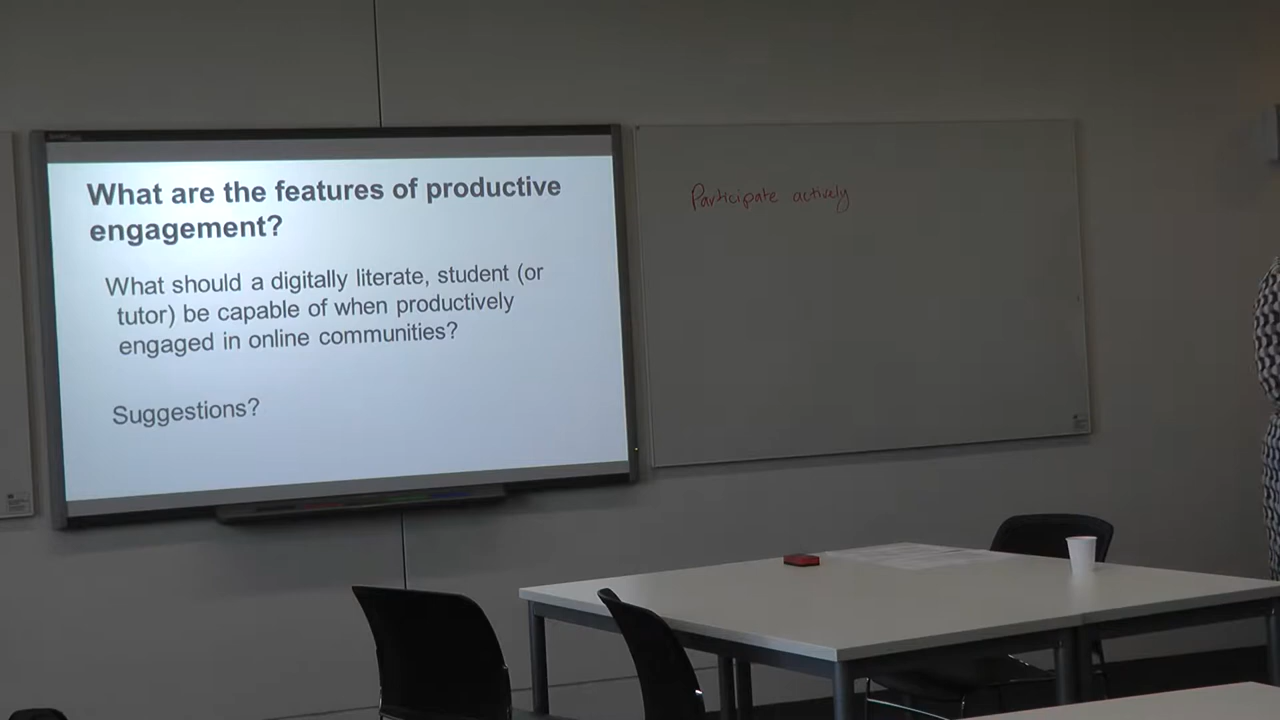 What are the features of productive
engagement?
What should a digitally literate, student (or
tutor) be capable of when productively
engaged in online communities?
Suggestions?
Participate actively